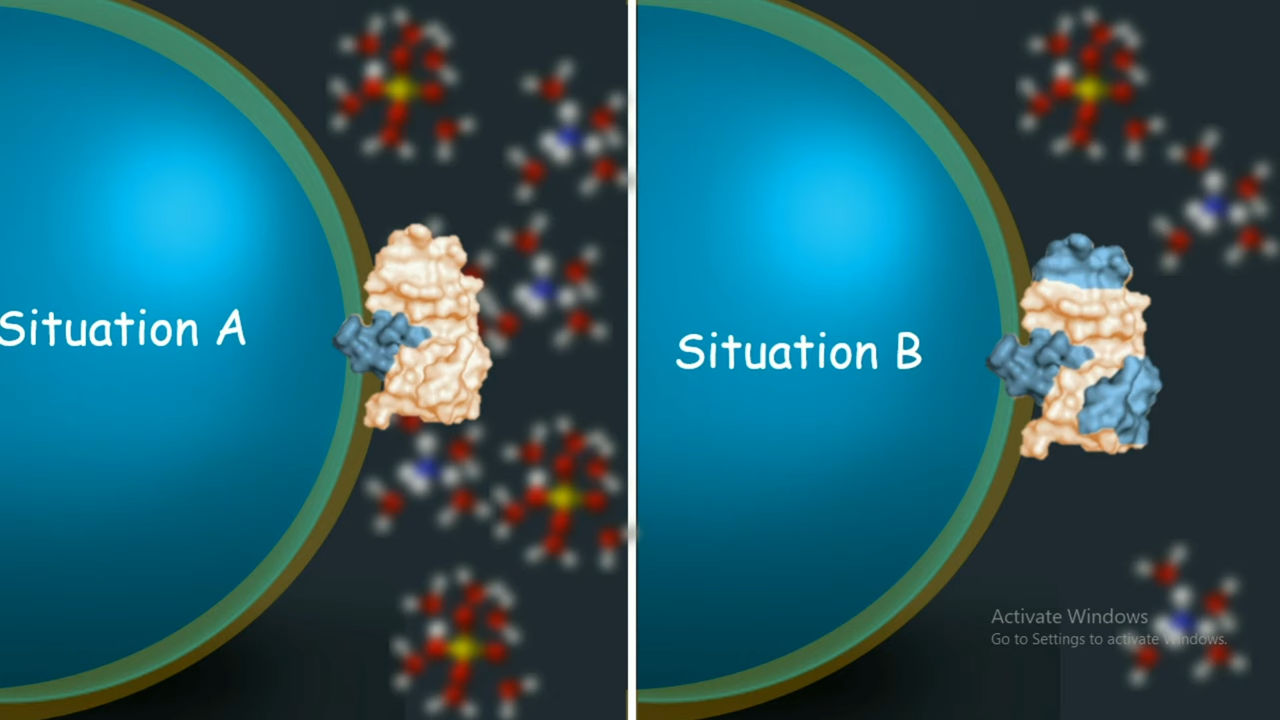 Situation A
Situation B
Activate Windows
Go to Settings to activate Windows.